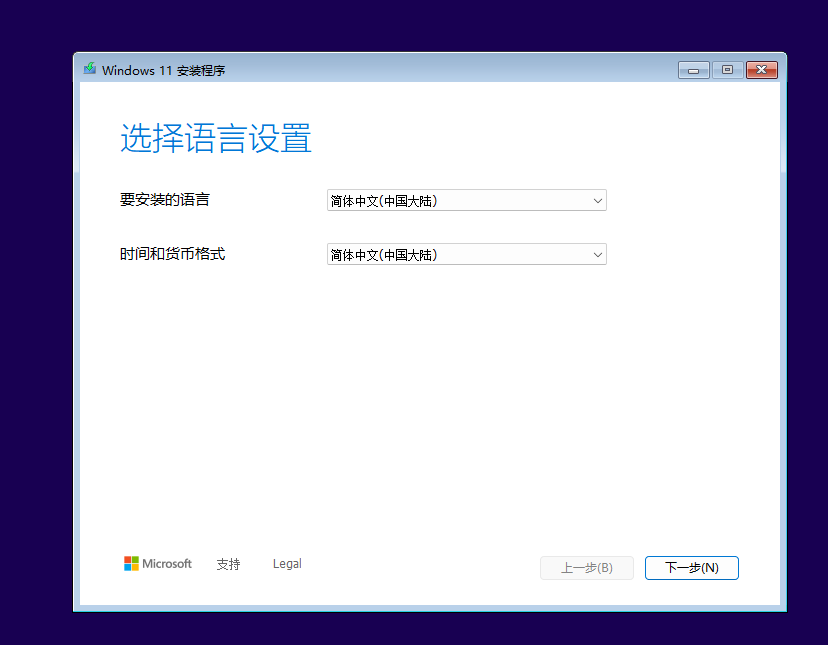 Windows 11 安装程序
选择语言设置
要安装的语言
简体中文(中国大陆)
时间和货币格式
简体中文(中国大陆)
Microsoft 支持 Legal
上一步(B) 下一步(N)